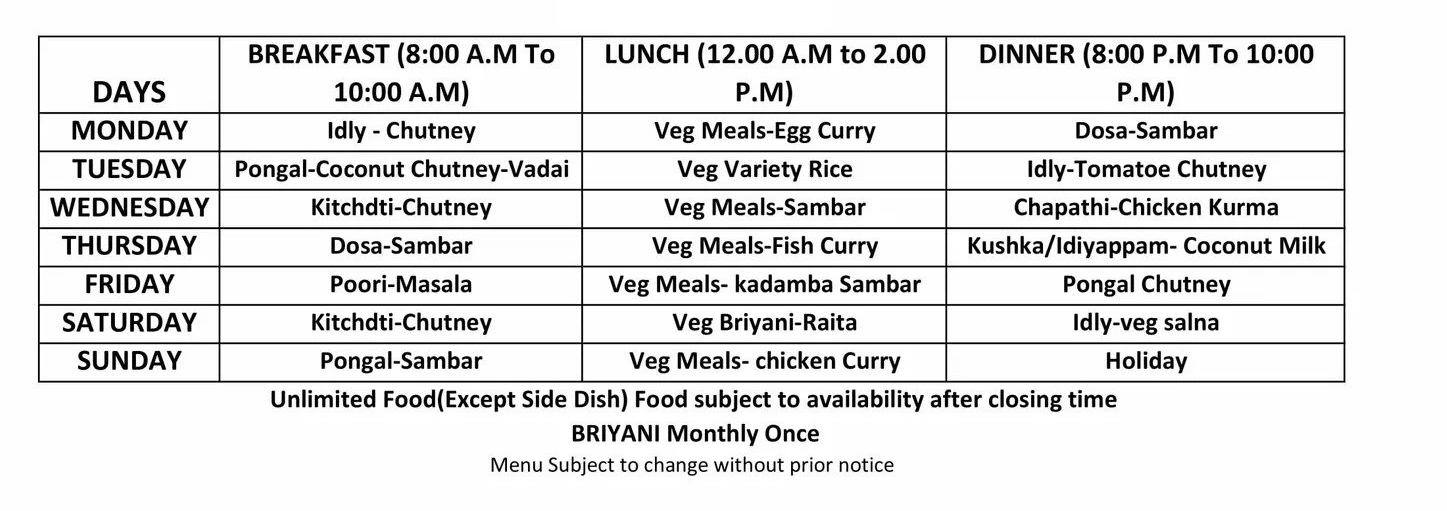 DAYS BREAKFAST (8:00 A.M To 10:00 A.M) LUNCH (12.00 A.M to 2.00 P.M) DINNER (8:00 P.M To 10:00 P.M)
MONDAY Idly - Chutney Veg Meals-Egg Curry Dosa-Sambar
TUESDAY Pongal-Coconut Chutney-Vadai Veg Variety Rice Idly-Tomatoe Chutney
WEDNESDAY Kitchdti-Chutney Veg Meals-Sambar Chapathi-Chicken Kurma
THURSDAY Dosa-Sambar Veg Meals-Fish Curry Kushka/Idiyappam- Coconut Milk
FRIDAY Poori-Masala Veg Meals- kadamba Sambar Pongal Chutney
SATURDAY Kitchdti-Chutney Veg Briyani-Raita Idly-veg salna
SUNDAY Pongal-Sambar Veg Meals- chicken Curry Holiday
Unlimited Food(Except Side Dish) Food subject to availability after closing time
BRIYANI Monthly Once
Menu Subject to change without prior notice